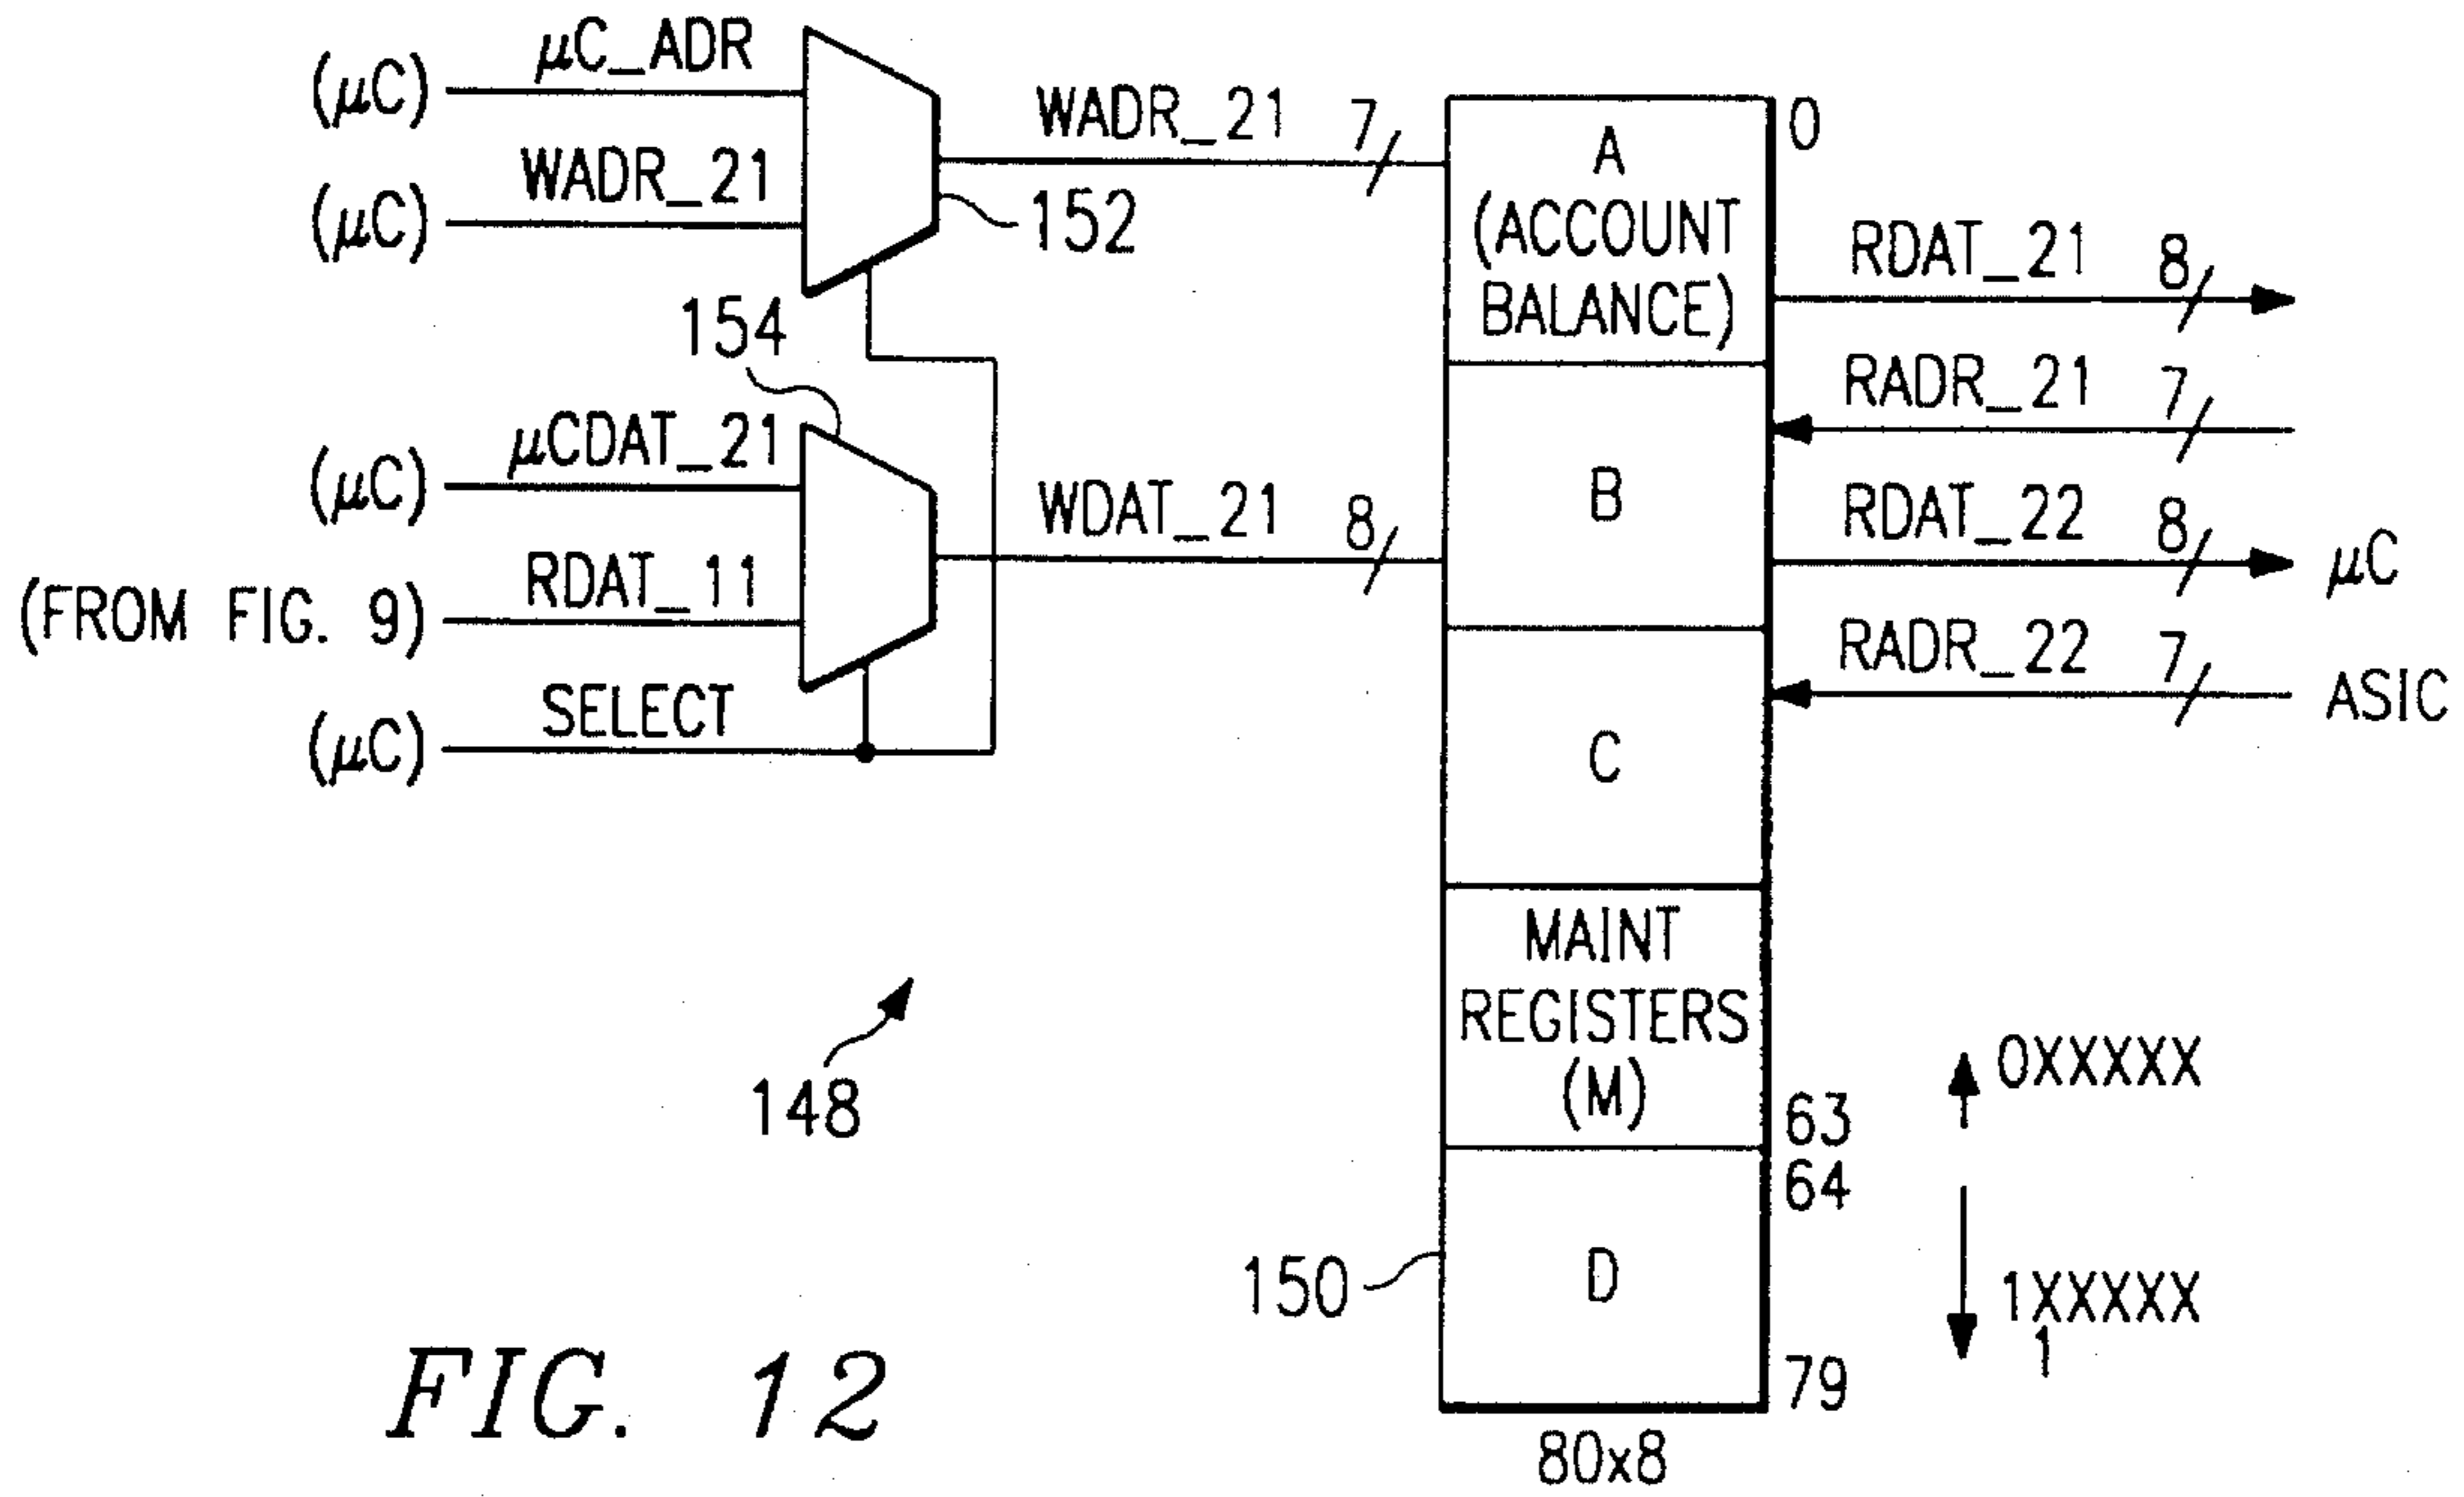 (μC) μC_ADR
(μC) WADR_21
152
WADR_21 7
154
(μC) μCDAT_21
(FROM FIG. 9) RDAT_11
(μC) SELECT
WDAT_21 8
A
(ACCOUNT
BALANCE)
0
B
C
MAINT
REGISTERS
(M)
63
64
D
79
80x8
150
RDAT_21 8
RADR_21 7
RDAT_22 8 μC
RADR_22 7 ASIC
0XXXXX
1XXXXX
1
148
FIG. 12